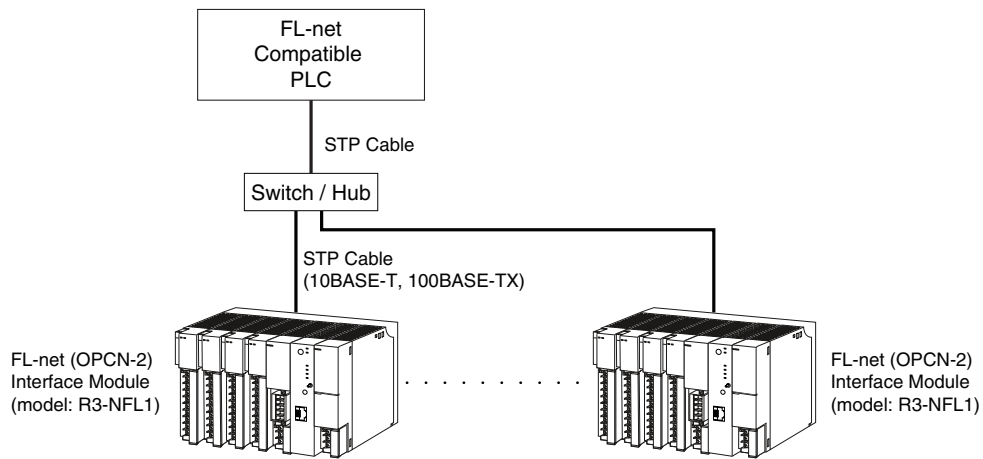 FL-net
Compatible
PLC
STP Cable
Switch / Hub
STP Cable
(10BASE-T, 100BASE-TX)
FL-net (OPCN-2)
Interface Module
(model: R3-NFL1)
FL-net (OPCN-2)
Interface Module
(model: R3-NFL1)